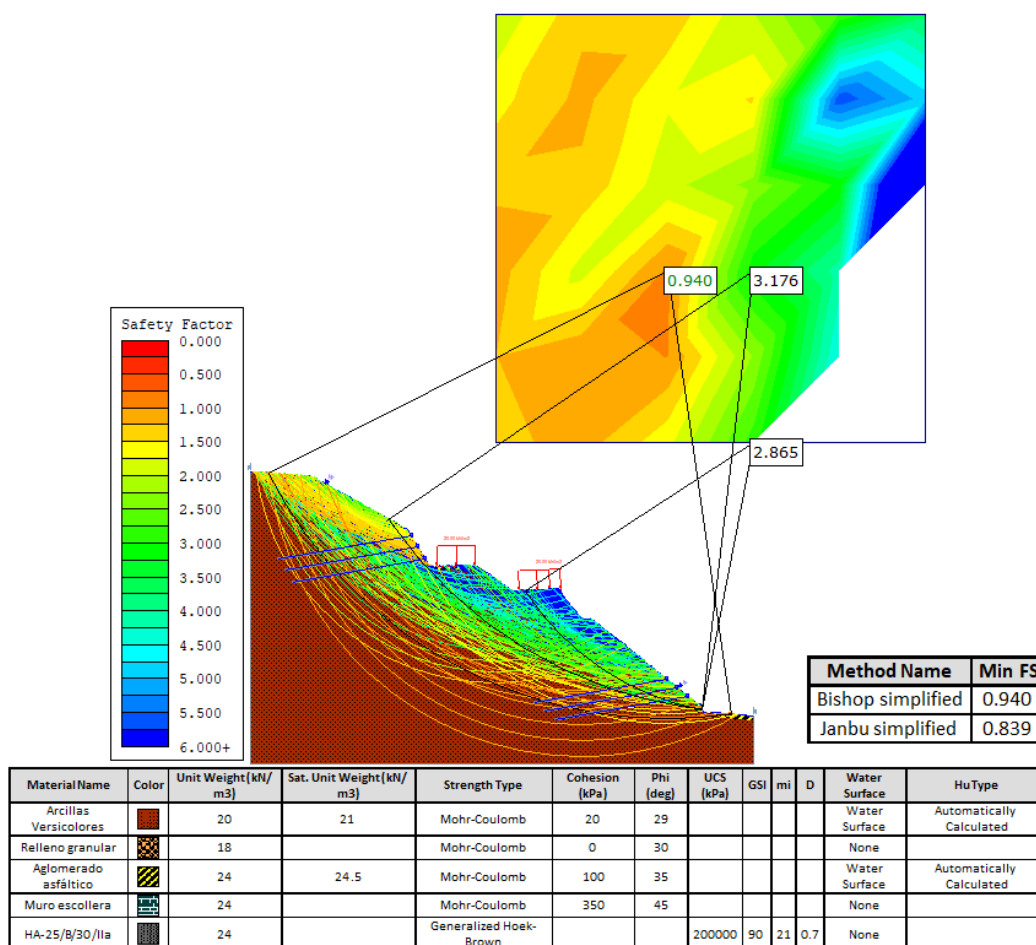 0.940
3.176
2.865
Safety Factor
0.000
0.500
1.000
1.500
2.000
2.500
3.000
3.500
4.000
4.500
5.000
5.500
6.000+
Method Name Min FS
Bishop simplified 0.940
Janbu simplified 0.839
Material Name Color Unit Weight(kN/ m3) Sat. Unit Weight(kN/ m3) Strength Type Cohesion (kPa) Phi (deg) UCS (kPa) GSI mi D Water Surface Hu Type
Arcillas Versicolores 20 21 Mohr-Coulomb 20 29 Water Surface Automatically Calculated
Relleno granular 18 Mohr-Coulomb 0 30 None
Aglomerado asfáltico 24 24.5 Mohr-Coulomb 100 35 Water Surface Automatically Calculated
Muro escollera 24 Mohr-Coulomb 350 45 None
HA-25/B/30/IIa 24 Generalized Hoek-Brown 200000 90 21 0.7 None